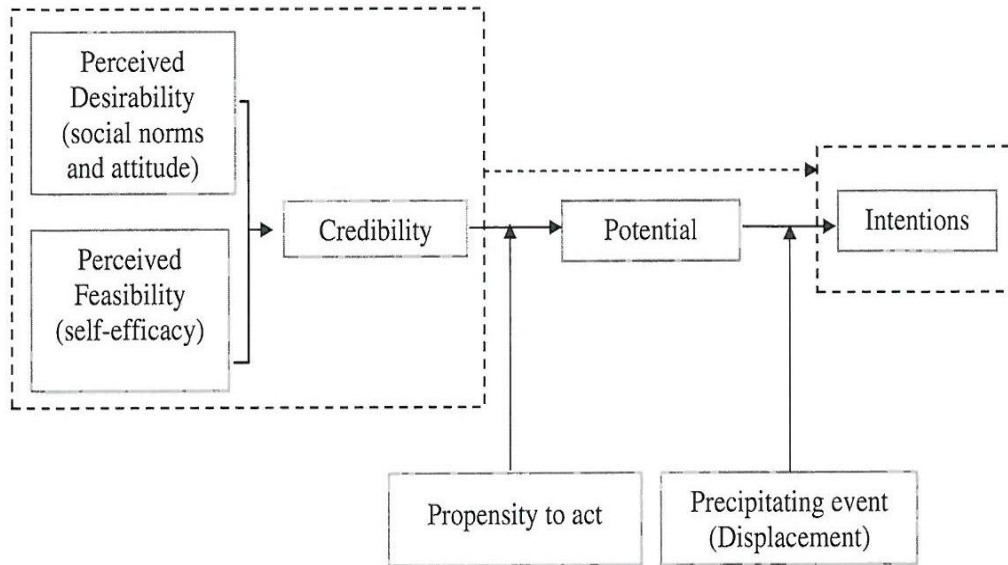 Perceived
Desirability
(social norms
and attitude)
Perceived
Feasibility
(self-efficacy)
Credibility
Potential
Intentions
Propensity to act
Precipitating event
(Displacement)